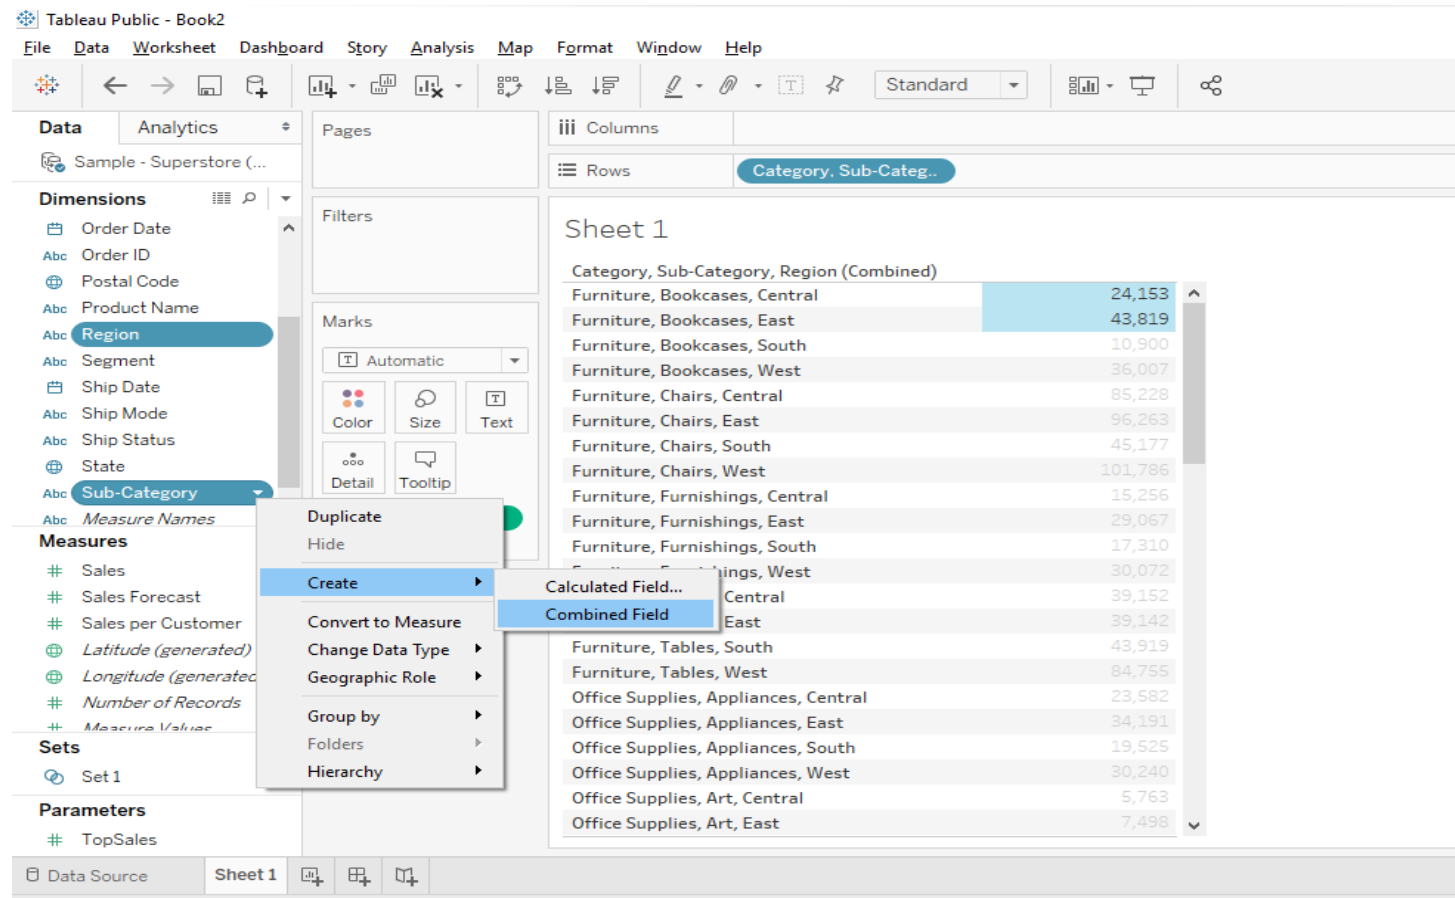 Tableau Public - Book2
File Data Worksheet Dashboard Story Analysis Map Format Window Help
Standard
Data Analytics
Sample - Superstore (...
Dimensions
Order Date
Abc Order ID
Postal Code
Abc Product Name
Abc Region
Abc Segment
Ship Date
Abc Ship Mode
Abc Ship Status
State
Abc Sub-Category
Abc Measure Names
Measures
# Sales
# Sales Forecast
# Sales per Customer
Latitude (generated)
Longitude (generated
# Number of Records
# Measure Values
Sets
Set 1
Parameters
# TopSales
Pages
Filters
Marks
T Automatic
Color Size Text
Detail Tooltip
Duplicate
Hide
Create
Convert to Measure
Change Data Type
Geographic Role
Group by
Folders
Hierarchy
Calculated Field...
Combined Field
Columns
Rows Category, Sub-Categ..
Sheet 1
Category, Sub-Category, Region (Combined)
Furniture, Bookcases, Central 24,153
Furniture, Bookcases, East 43,819
Furniture, Bookcases, South 10,900
Furniture, Bookcases, West 36,007
Furniture, Chairs, Central 85,228
Furniture, Chairs, East 96,263
Furniture, Chairs, South 45,177
Furniture, Chairs, West 101,786
Furniture, Furnishings, Central 15,256
Furniture, Furnishings, East 29,067
Furniture, Furnishings, South 17,310
ings, West 30,072
Central 39,152
East 39,142
Furniture, Tables, South 43,919
Furniture, Tables, West 84,755
Office Supplies, Appliances, Central 23,582
Office Supplies, Appliances, East 34,191
Office Supplies, Appliances, South 19,525
Office Supplies, Appliances, West 30,240
Office Supplies, Art, Central 5,763
Office Supplies, Art, East 7,498
Data Source Sheet 1